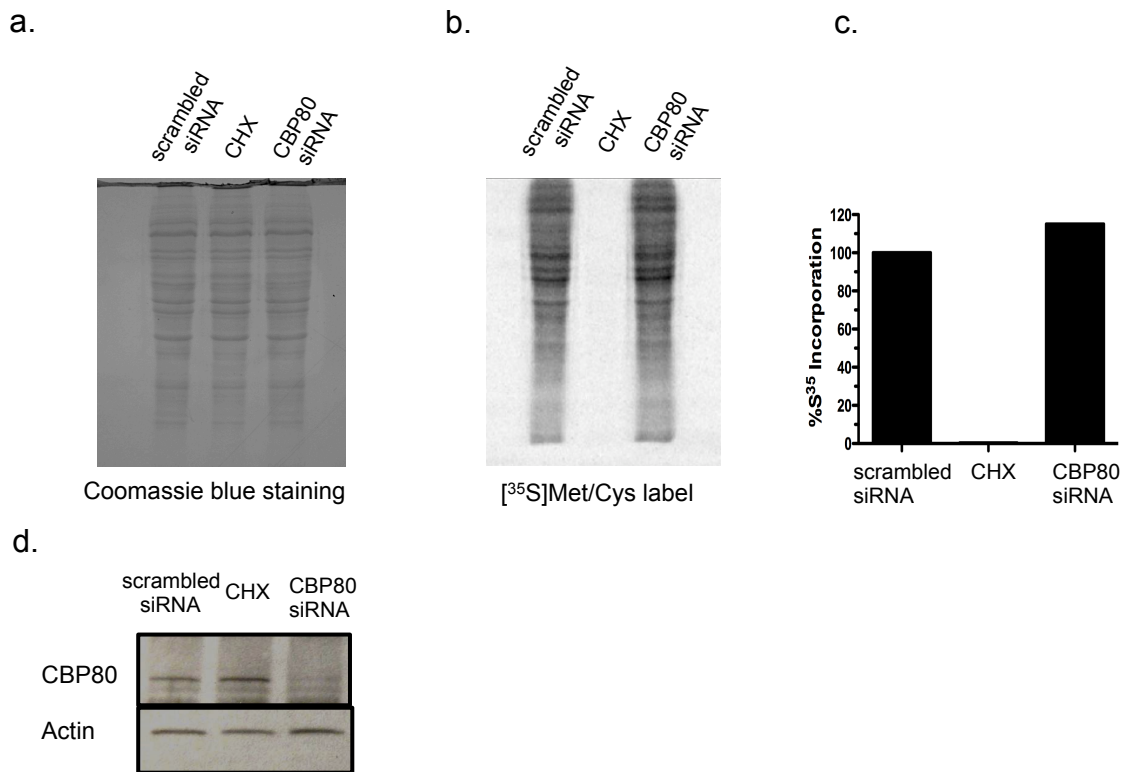 a.
scrambled
siRNA
CHX
CBP80
siRNA
Coomassie blue staining
b.
scrambled
siRNA
CHX
CBP80
siRNA
[³⁵S]Met/Cys label
c.
%S³⁵ Incorporation
120
100
80
60
40
20
0
scrambled
siRNA
CHX
CBP80
siRNA
d.
scrambled
siRNA
CHX
CBP80
siRNA
CBP80
Actin